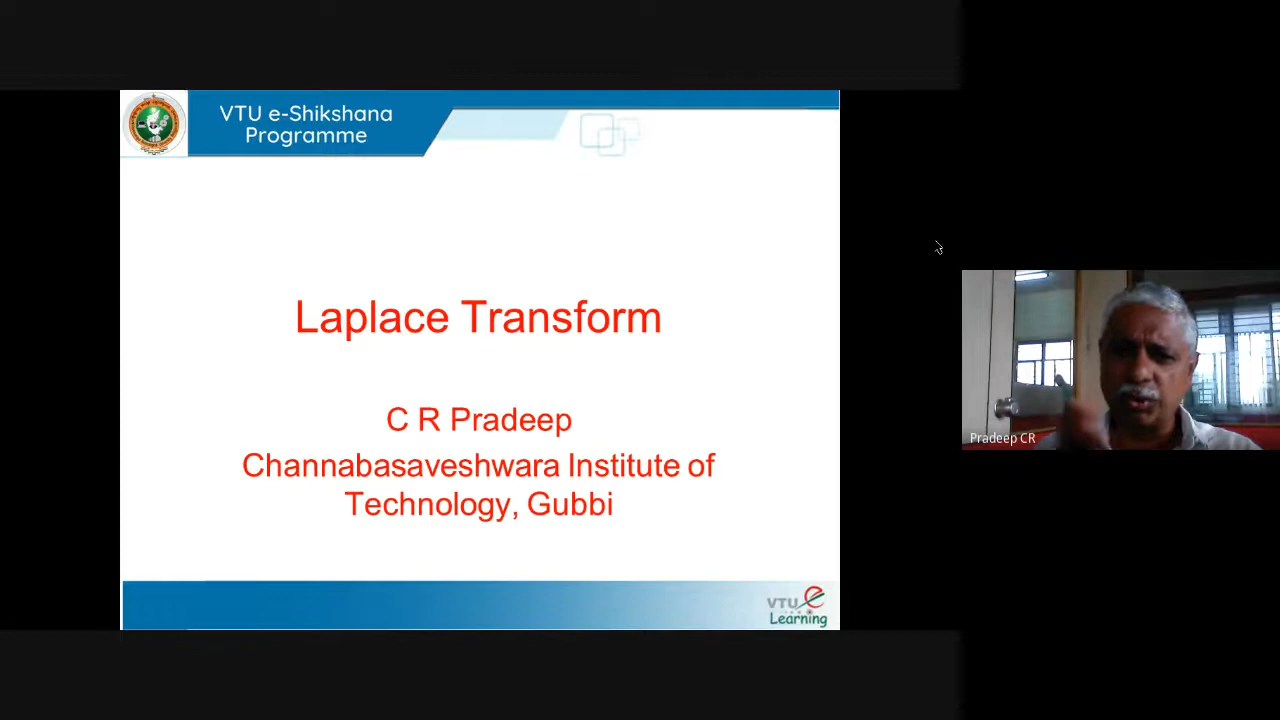 VTU e-Shikshana
Programme
Laplace Transform
C R Pradeep
Channabasaveshwara Institute of
Technology, Gubbi
Pradeep CR
VTU e
Learning